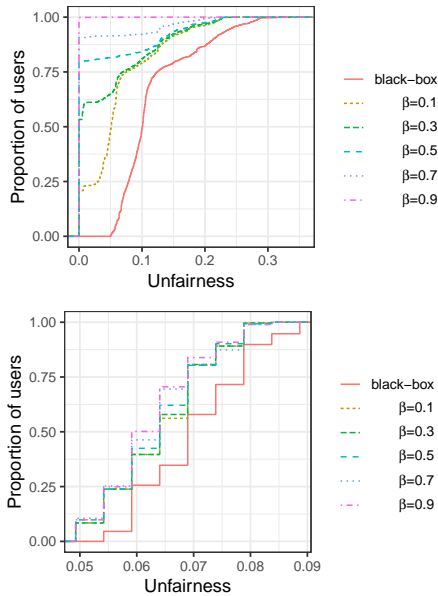 Proportion of users
1.00
0.75
0.50
0.25
0.00
0.0 0.1 0.2 0.3
Unfairness
black−box
β=0.1
β=0.3
β=0.5
β=0.7
β=0.9
Proportion of users
1.00
0.75
0.50
0.25
0.00
0.05 0.06 0.07 0.08 0.09
Unfairness
black−box
β=0.1
β=0.3
β=0.5
β=0.7
β=0.9